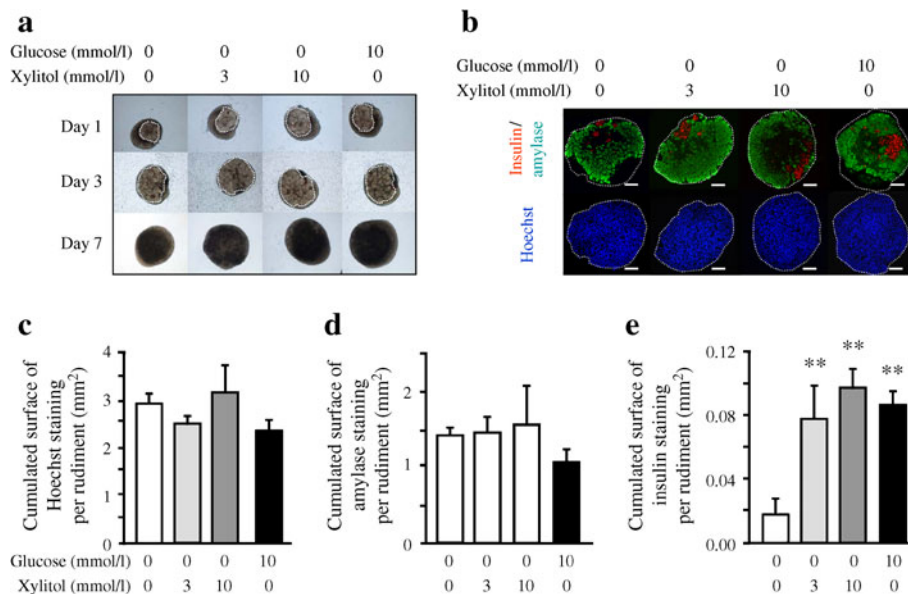 a
Glucose (mmol/l) 0 0 0 10
Xylitol (mmol/l) 0 3 10 0
Day 1
Day 3
Day 7
b
Glucose (mmol/l) 0 0 0 10
Xylitol (mmol/l) 0 3 10 0
Insulin/
amylase
Hoechst
c
Cumulated surface of
Hoechst staining
per rudiment (mm²)
4
3
2
1
0
Glucose (mmol/l) 0 0 0 10
Xylitol (mmol/l) 0 3 10 0
d
Cumulated surface of
amylase staining
per rudiment (mm²)
2
1
0
0 0 0 10
0 3 10 0
e
Cumulated surface of
insulin staining
per rudiment (mm²)
0.12
0.08
0.04
0.00
** ** **
0 0 0 10
0 3 10 0